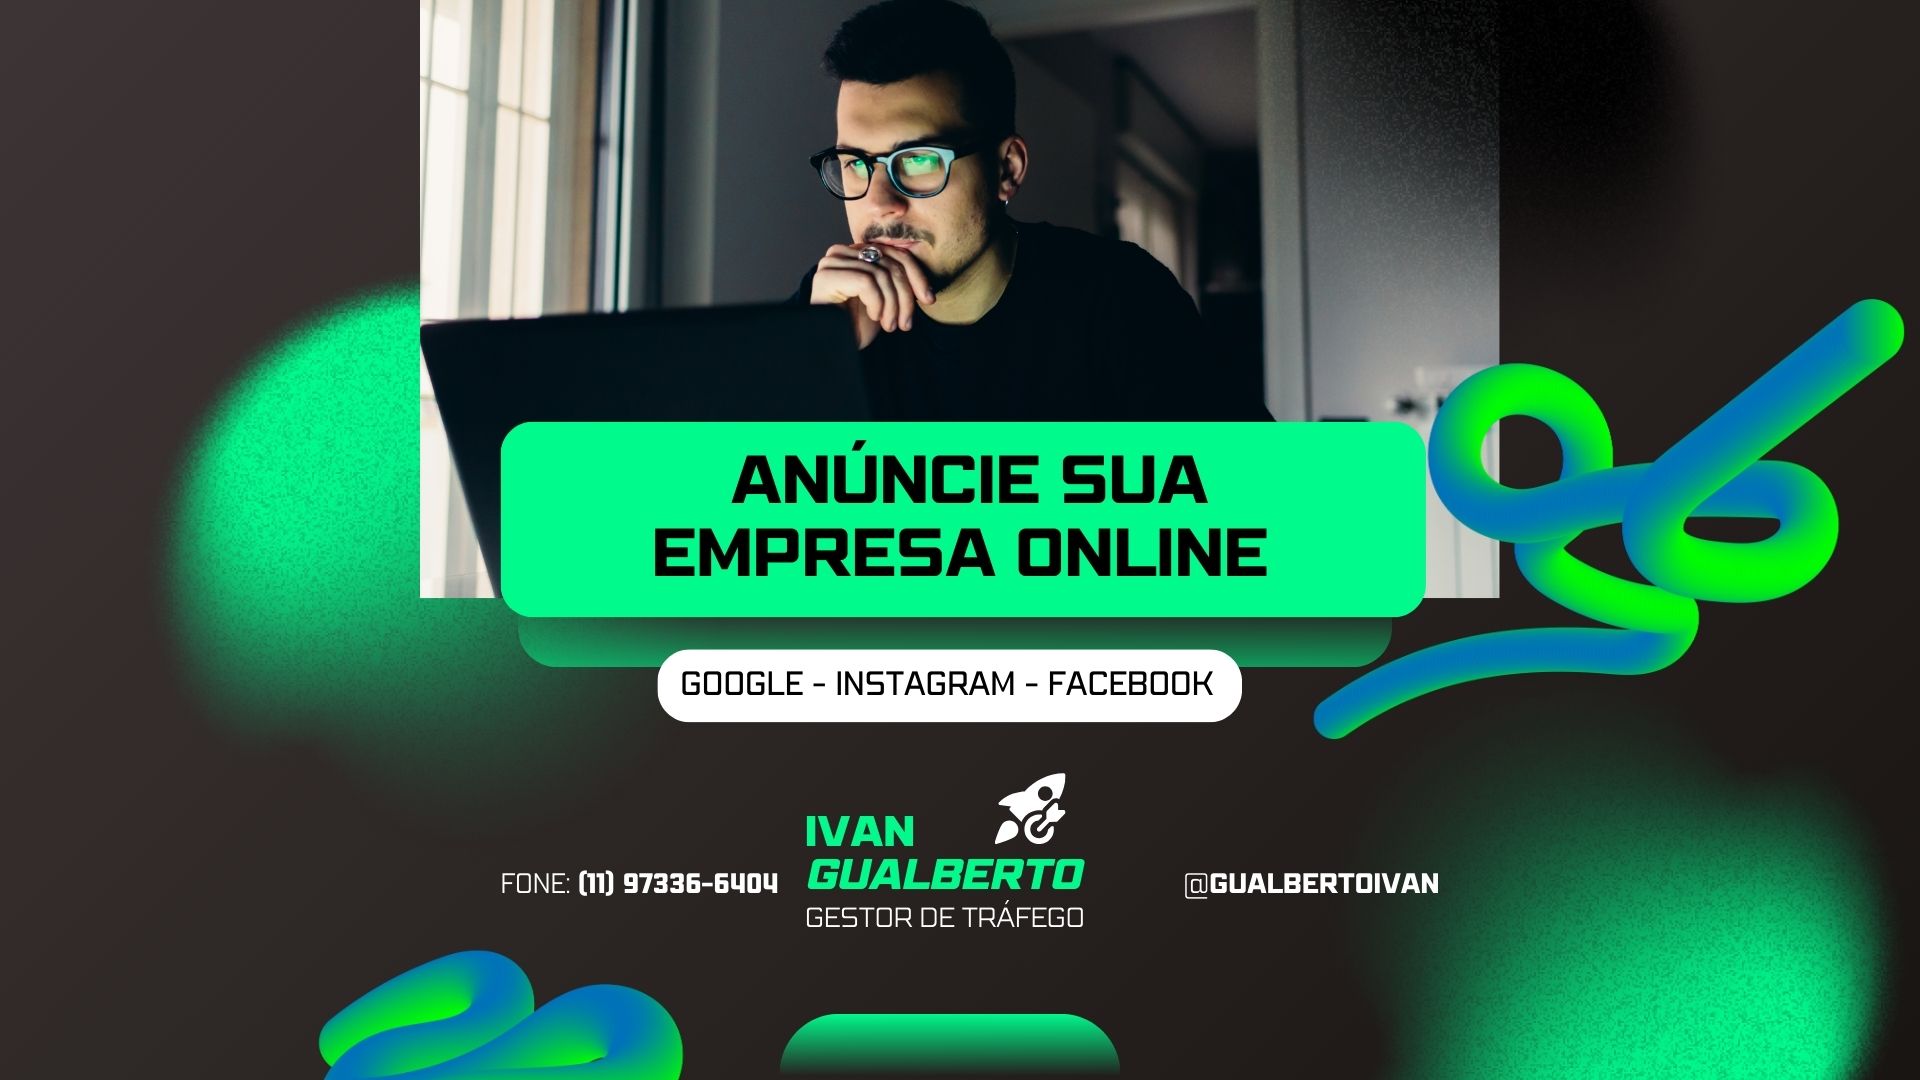 ANÚNCIE SUA
EMPRESA ONLINE
GOOGLE - INSTAGRAM - FACEBOOK
IVAN
GUALBERTO
GESTOR DE TRÁFEGO
FONE: (11) 97336-6404
@GUALBERTOIVAN